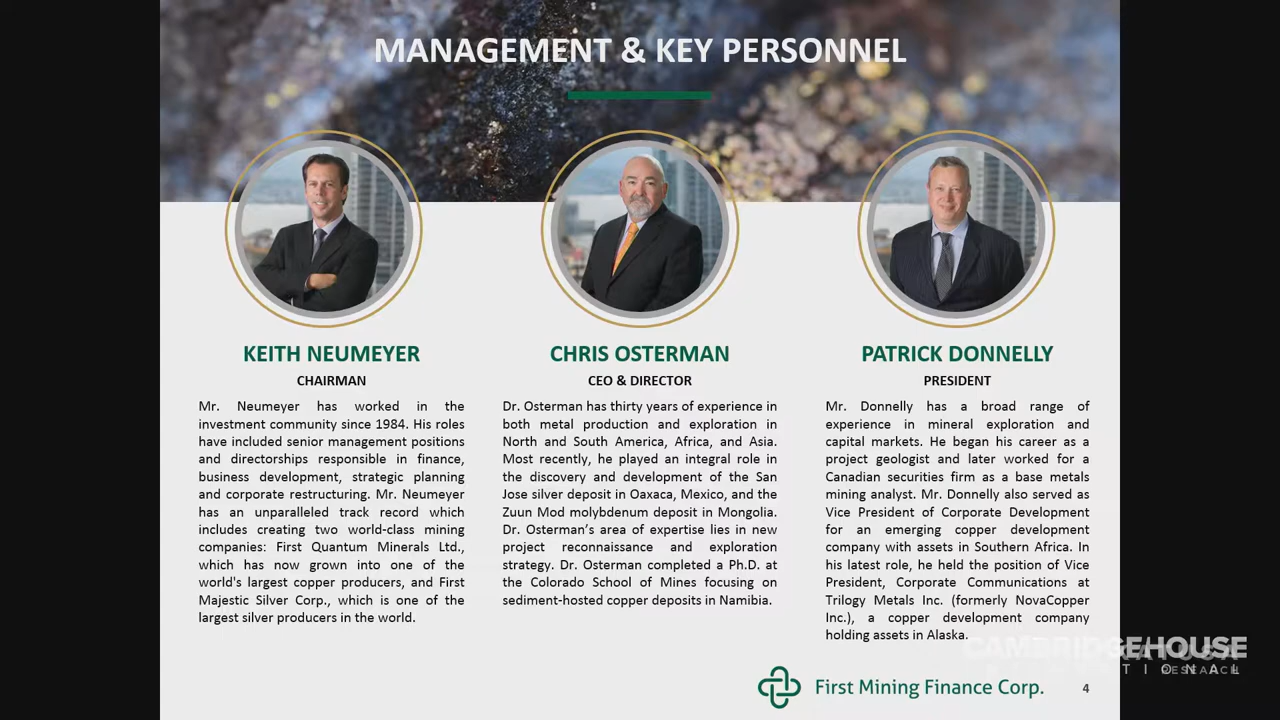 MANAGEMENT & KEY PERSONNEL
KEITH NEUMEYER
CHAIRMAN
Mr. Neumeyer has worked in the
investment community since 1984. His roles
have included senior management positions
and directorships responsible in finance,
business development, strategic planning
and corporate restructuring. Mr. Neumeyer
has an unparalleled track record which
includes creating two world-class mining
companies: First Quantum Minerals Ltd.,
which has now grown into one of the
world's largest copper producers, and First
Majestic Silver Corp., which is one of the
largest silver producers in the world.
CHRIS OSTERMAN
CEO & DIRECTOR
Dr. Osterman has thirty years of experience in
both metal production and exploration in
North and South America, Africa, and Asia.
Most recently, he played an integral role in
the discovery and development of the San
Jose silver deposit in Oaxaca, Mexico, and the
Zuun Mod molybdenum deposit in Mongolia.
Dr. Osterman's area of expertise lies in new
project reconnaissance and exploration
strategy. Dr. Osterman completed a Ph.D. at
the Colorado School of Mines focusing on
sediment-hosted copper deposits in Namibia.
PATRICK DONNELLY
PRESIDENT
Mr. Donnelly has a broad range of
experience in mineral exploration and
capital markets. He began his career as a
project geologist and later worked for a
Canadian securities firm as a base metals
mining analyst. Mr. Donnelly also served as
Vice President of Corporate Development
for an emerging copper development
company with assets in Southern Africa. In
his latest role, he held the position of Vice
President, Corporate Communications at
Trilogy Metals Inc. (formerly NovaCopper
Inc.), a copper development company
holding assets in Alaska.
CAMBRIDGEHOUSE
RESEARCH
First Mining Finance Corp.
4